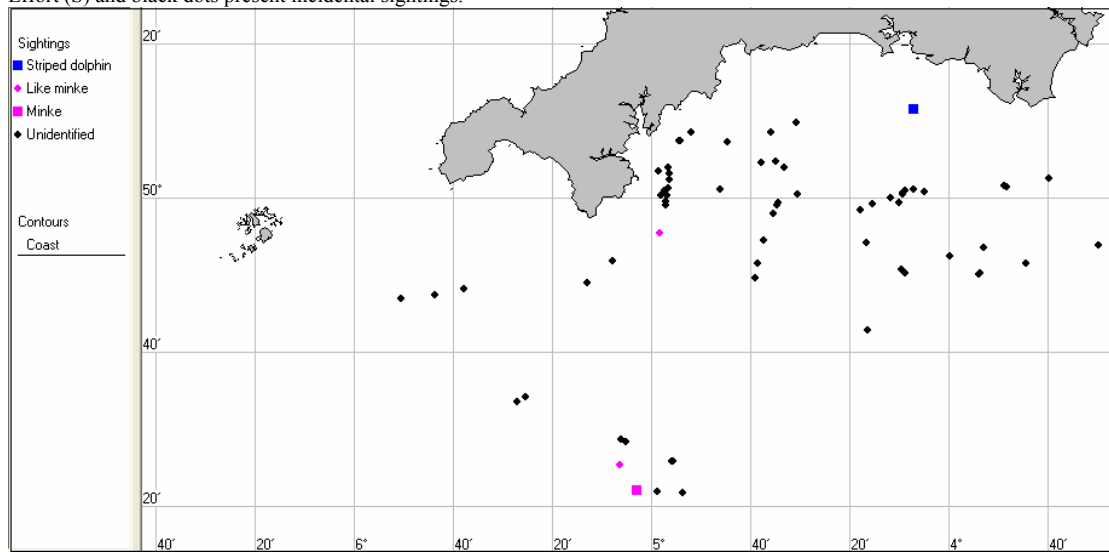 Effort (S) and black dots present incidental sightings.
Sightings
Striped dolphin
Like minke
Minke
Unidentified
Contours
Coast
20´
50°
40´
20´
40´ 20´ 6° 40´ 20´ 5° 40´ 20´ 4° 40´